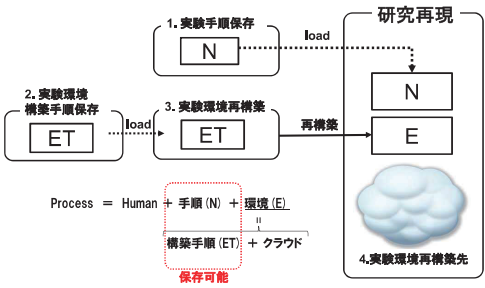 研究再現
1. 実験手順保存
load
N
N
2. 実験環境
構築手順保存
3. 実験環境再構築
ET
load
ET
再構築
E
Process = Human + 手順(N) + 環境(E)
=
構築手順(ET) + クラウド
保存可能
4.実験環境再構築先